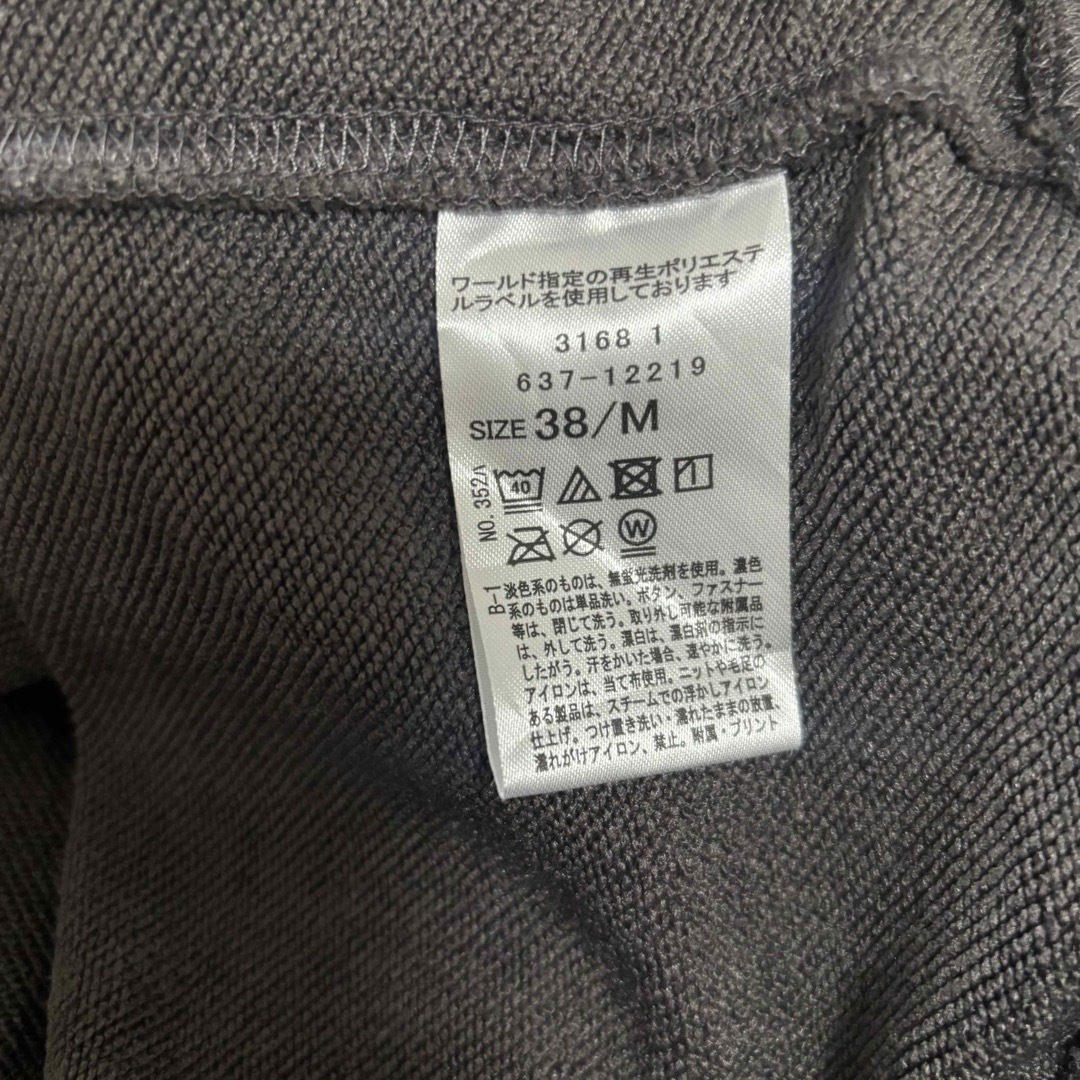 ワールド指定の再生ポリエステ
ルラベルを使用しております
3168 1
637-12219
SIZE 38/M
NO.352ﾊ
40
W
B-1
淡色系のものは、無蛍光洗剤を使用。濃色
系のものは単品洗い。ボタン、ファスナー
等は、閉じて洗う。取り外し可能な附属品
は、外して洗う。漂白は、漂白剤の指示に
したがう。汗をかいた場合、速やかに洗う。
アイロンは、当て布使用。ニットや毛足の
ある製品は、スチームでの浮かしアイロン
仕上げ。つけ置き洗い・濡れたままの放置、
濡れがけアイロン、禁止。附属・プリント